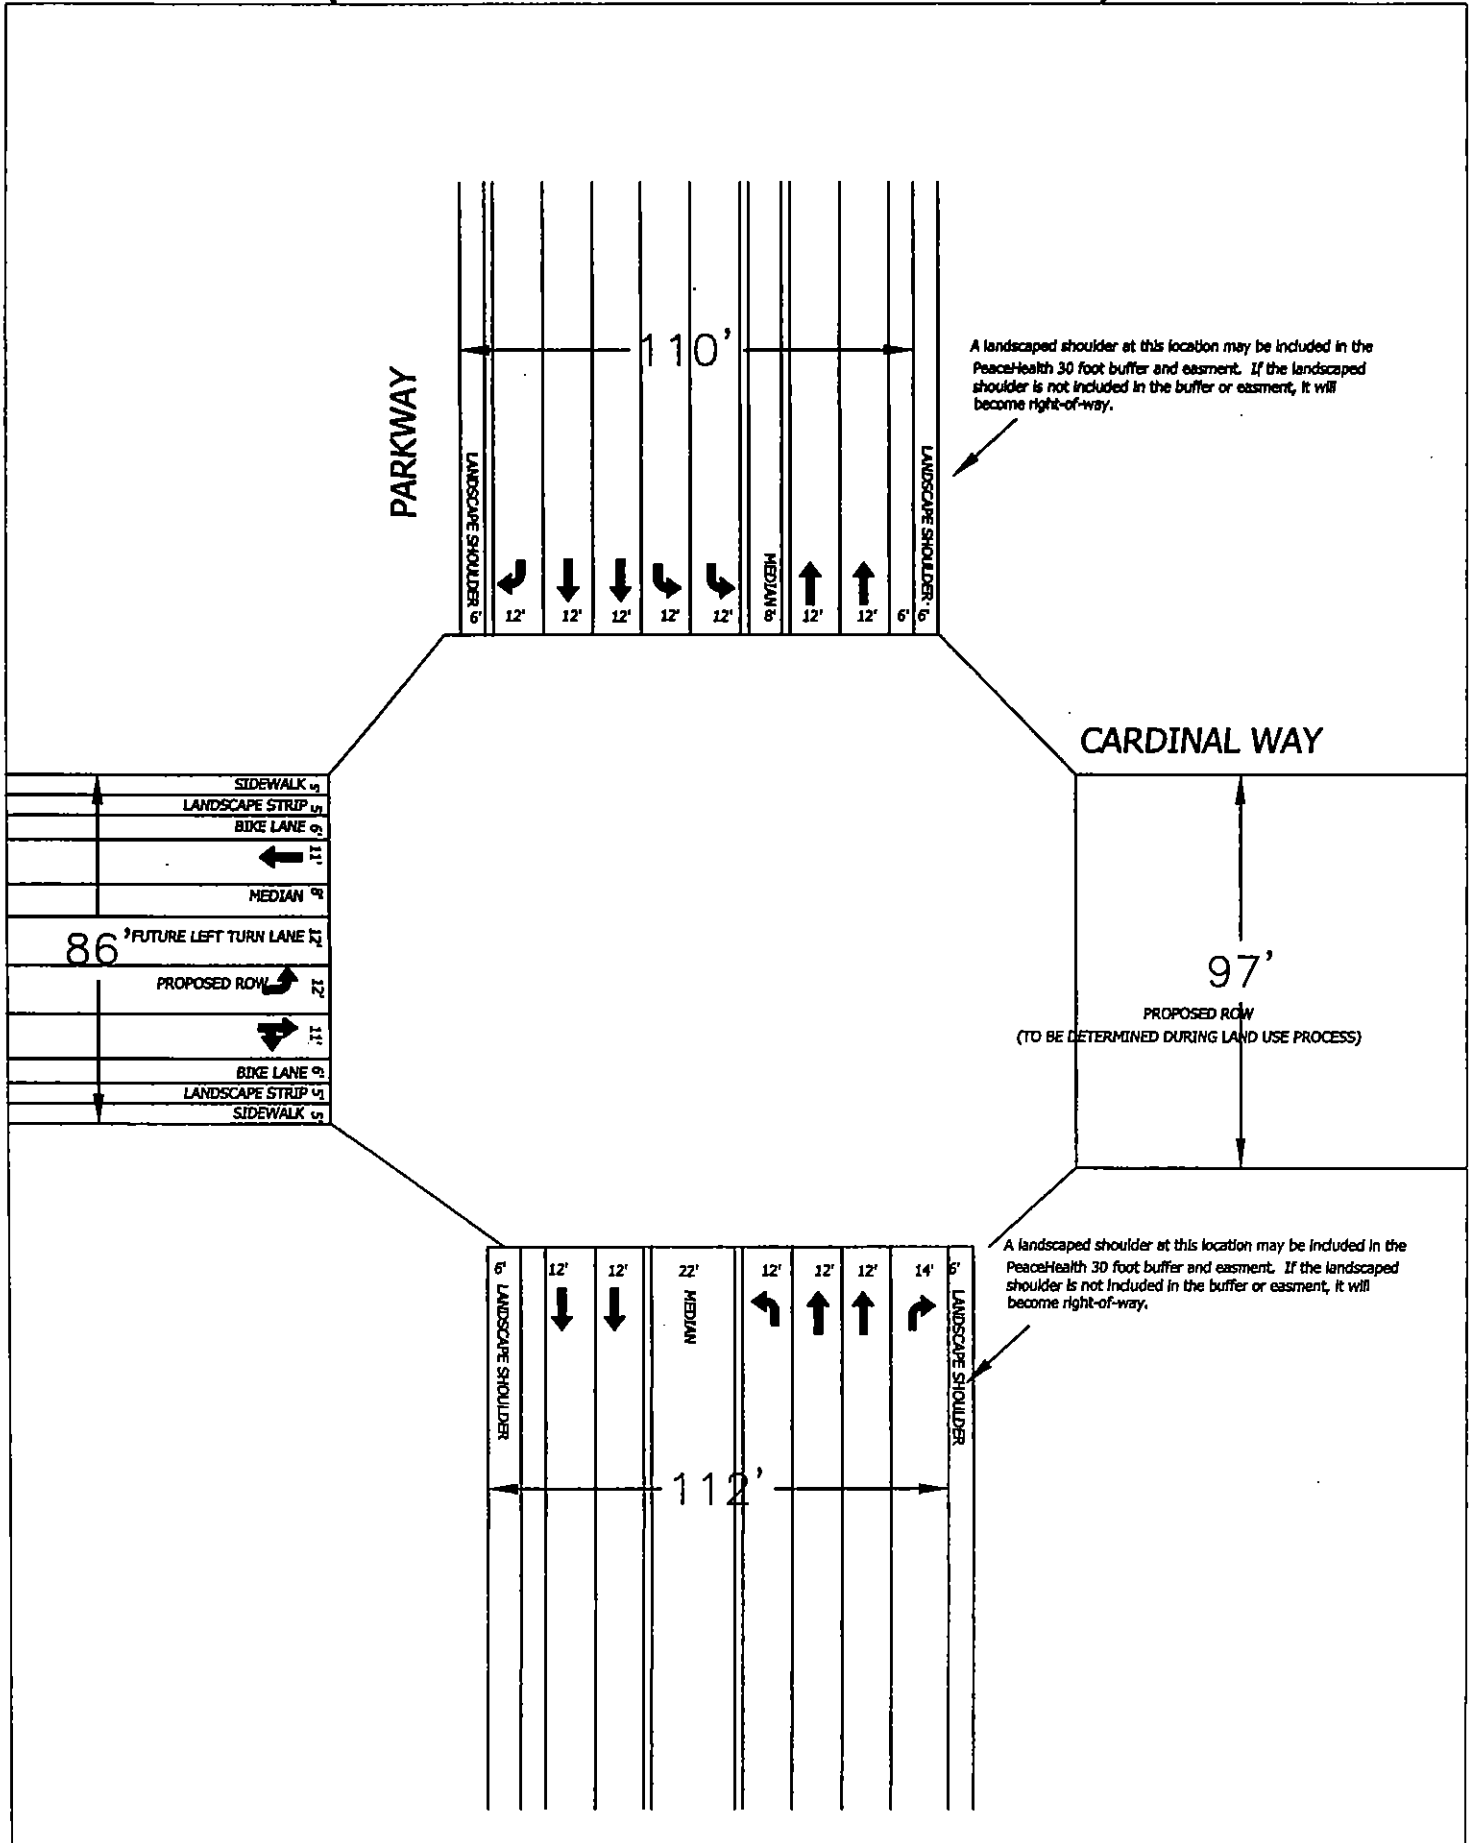 110'
A landscaped shoulder at this location may be included in the
PeaceHealth 30 foot buffer and easment. If the landscaped
shoulder is not included in the buffer or easment, it will
become right-of-way.
PARKWAY
LANDSCAPE SHOULDER 6'
12'
12'
12'
12'
12'
MEDIAN 8'
12'
12'
6'
LANDSCAPE SHOULDER 6'
CARDINAL WAY
SIDEWALK 5'
LANDSCAPE STRIP 5'
BIKE LANE 6'
11'
MEDIAN 8'
86'
FUTURE LEFT TURN LANE 12'
PROPOSED ROW 12'
11'
BIKE LANE 6'
LANDSCAPE STRIP 5'
SIDEWALK 5'
97'
PROPOSED ROW
(TO BE DETERMINED DURING LAND USE PROCESS)
6' LANDSCAPE SHOULDER
12'
12'
22' MEDIAN
12'
12'
12'
14'
6' LANDSCAPE SHOULDER
A landscaped shoulder at this location may be included in the
PeaceHealth 30 foot buffer and easment. If the landscaped
shoulder is not included in the buffer or easment, it will
become right-of-way.
112'